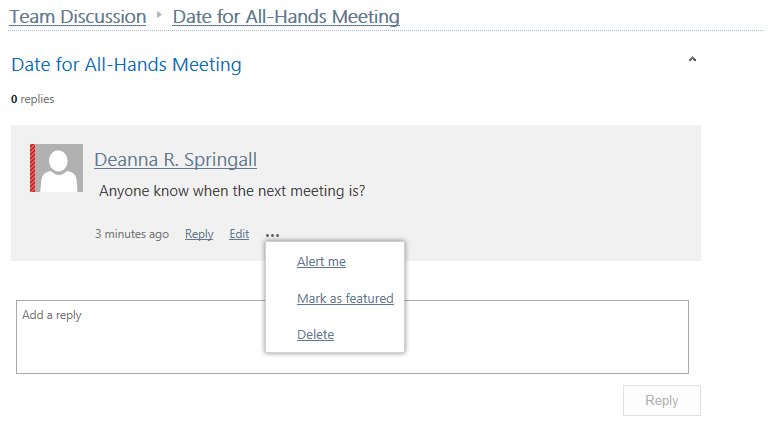 Team Discussion ▸ Date for All-Hands Meeting
Date for All-Hands Meeting
0 replies
Deanna R. Springall
Anyone know when the next meeting is?
3 minutes ago Reply Edit ...
Alert me
Mark as featured
Delete
Add a reply
Reply